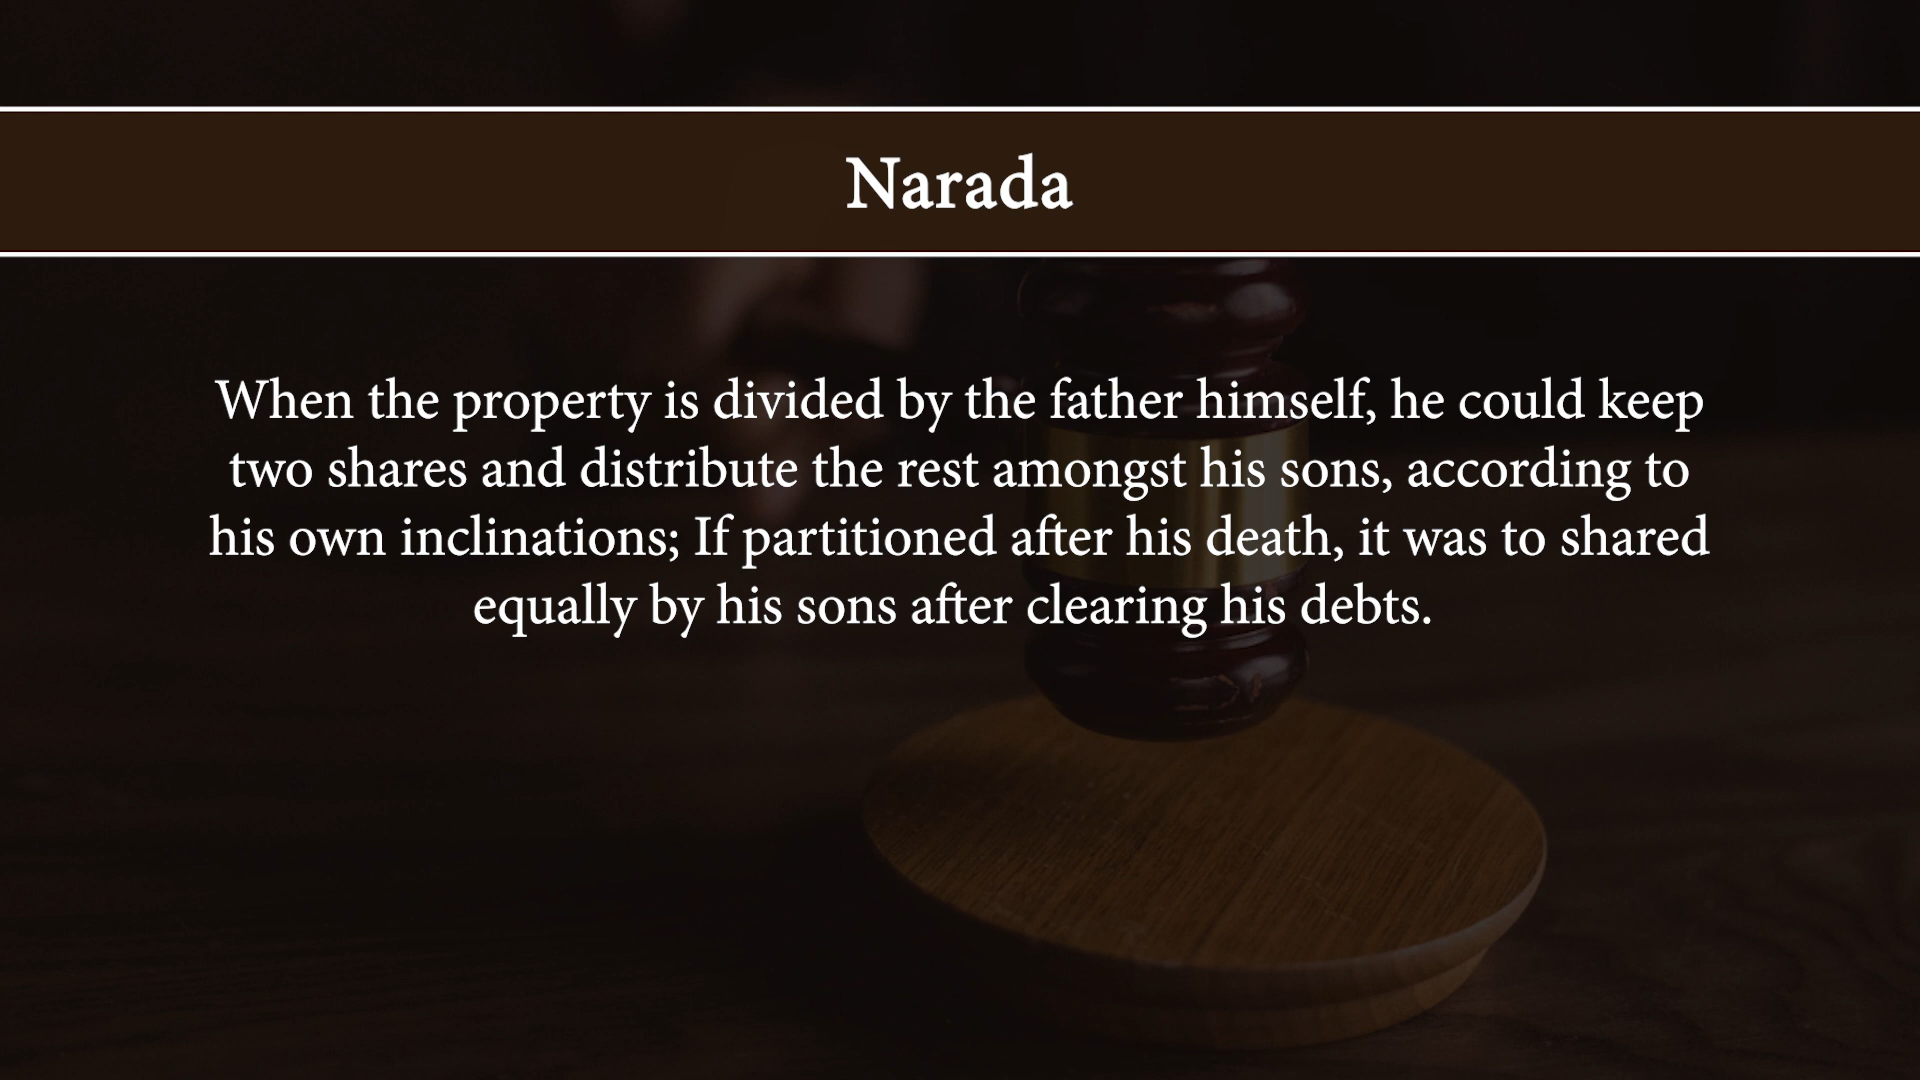 Narada
When the property is divided by the father himself, he could keep
two shares and distribute the rest amongst his sons, according to
his own inclinations; If partitioned after his death, it was to shared
equally by his sons after clearing his debts.